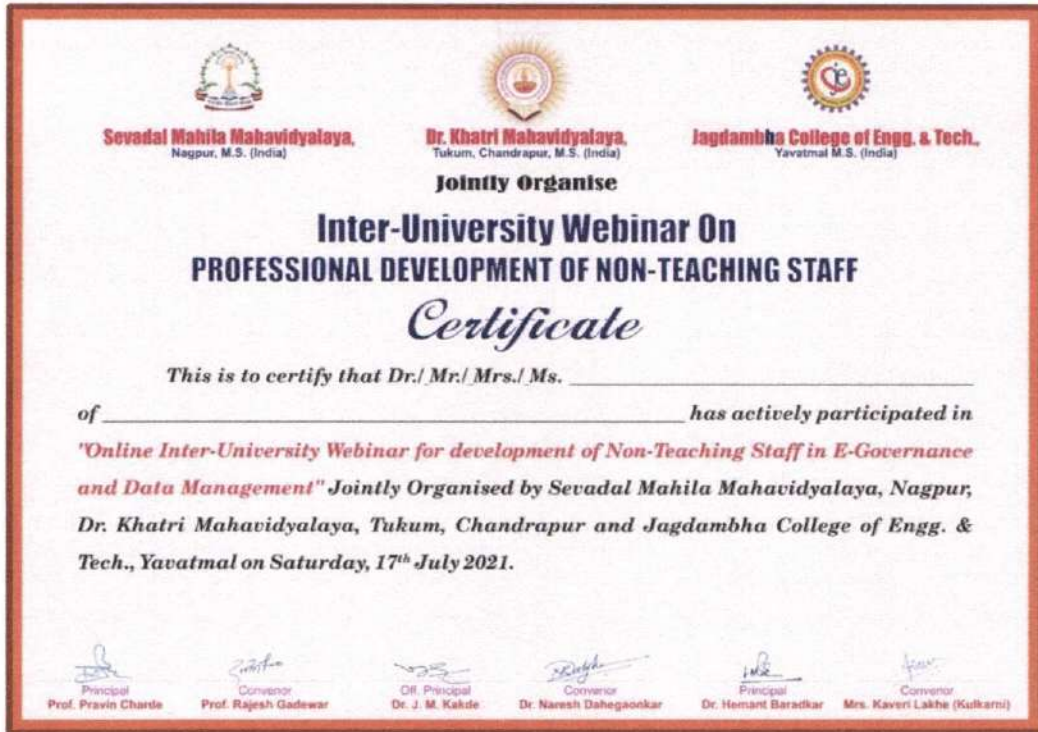 Sevadal Mahila Mahavidyalaya,
Nagpur, M.S. (India)
Dr. Khatri Mahavidyalaya,
Tukum, Chandrapur, M.S. (India)
Jagdambha College of Engg. & Tech.,
Yavatmal M.S. (India)
Jointly Organise
Inter-University Webinar On
PROFESSIONAL DEVELOPMENT OF NON-TEACHING STAFF
Certificate
This is to certify that Dr./ Mr./ Mrs./ Ms.
of has actively participated in
"Online Inter-University Webinar for development of Non-Teaching Staff in E-Governance
and Data Management" Jointly Organised by Sevadal Mahila Mahavidyalaya, Nagpur,
Dr. Khatri Mahavidyalaya, Tukum, Chandrapur and Jagdambha College of Engg. &
Tech., Yavatmal on Saturday, 17th July 2021.
Principal
Prof. Pravin Charde
Convenor
Prof. Rajesh Gadewar
Off. Principal
Dr. J. M. Kakde
Convenor
Dr. Naresh Dahegaonkar
Principal
Dr. Hemant Baradkar
Convenor
Mrs. Kaveri Lakhe (Kulkarni)